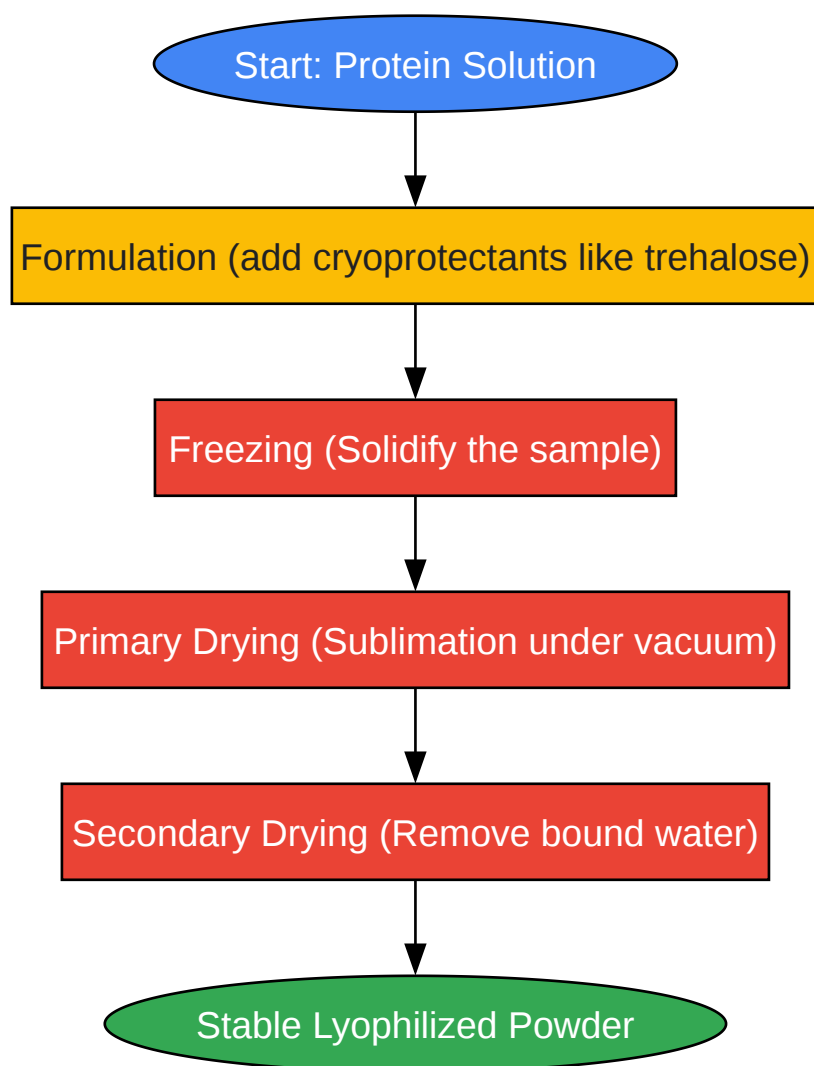 Start: Protein Solution
Formulation (add cryoprotectants like trehalose)
Freezing (Solidify the sample)
Primary Drying (Sublimation under vacuum)
Secondary Drying (Remove bound water)
Stable Lyophilized Powder